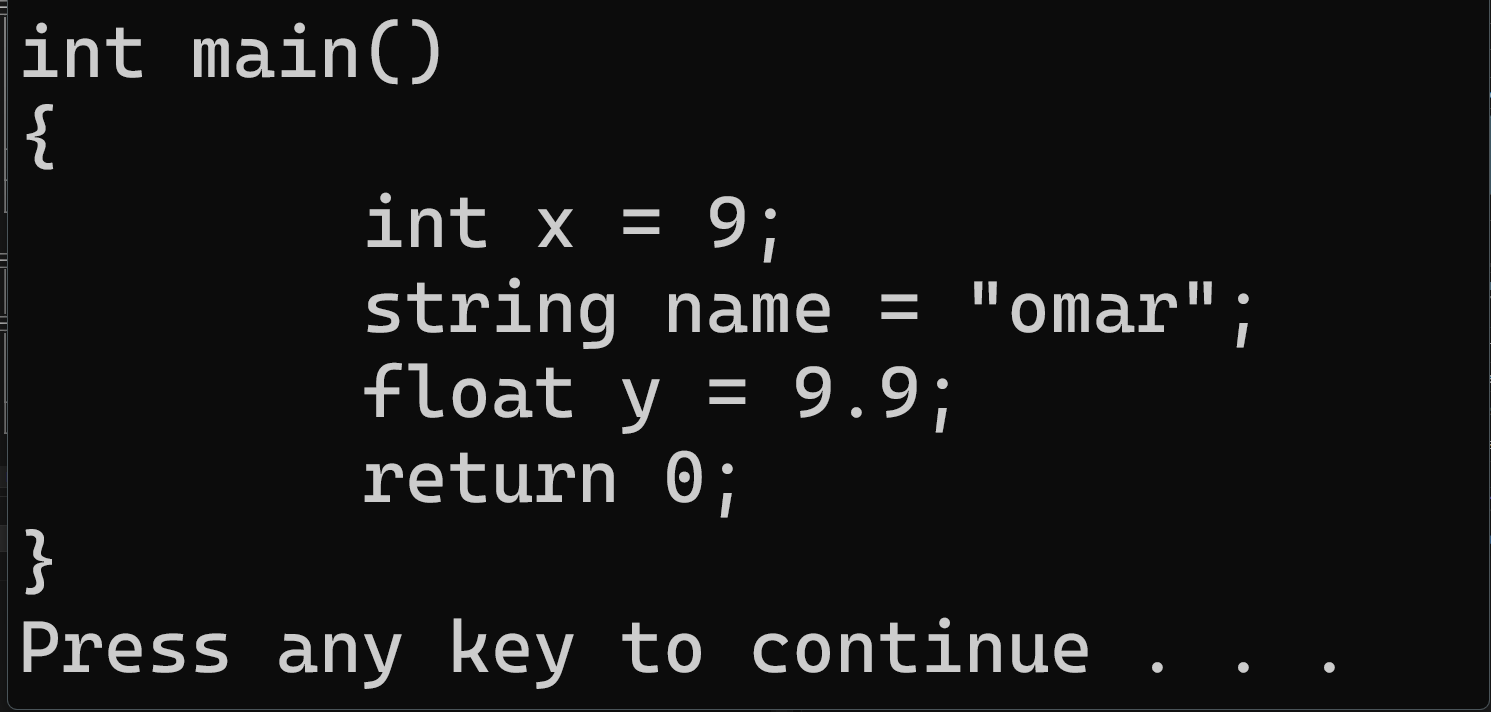 int main()
{
        int x = 9;
        string name = "omar";
        float y = 9.9;
        return 0;
}
Press any key to continue . . .